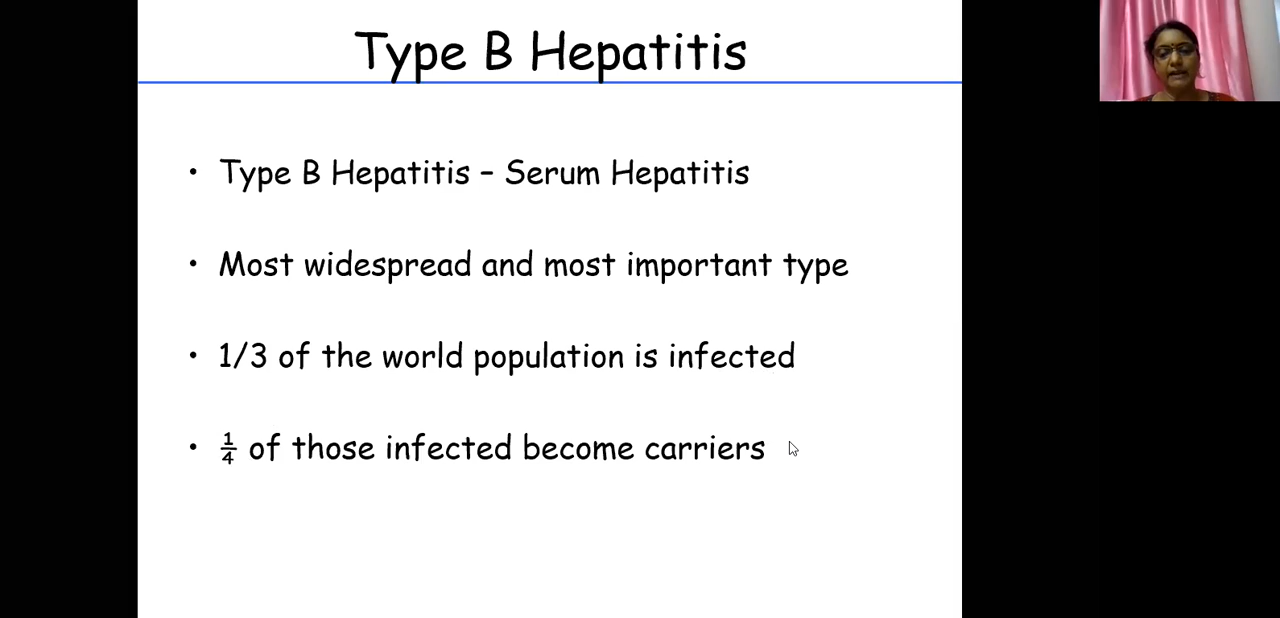 Type B Hepatitis
• Type B Hepatitis – Serum Hepatitis
• Most widespread and most important type
• 1/3 of the world population is infected
• ¼ of those infected become carriers